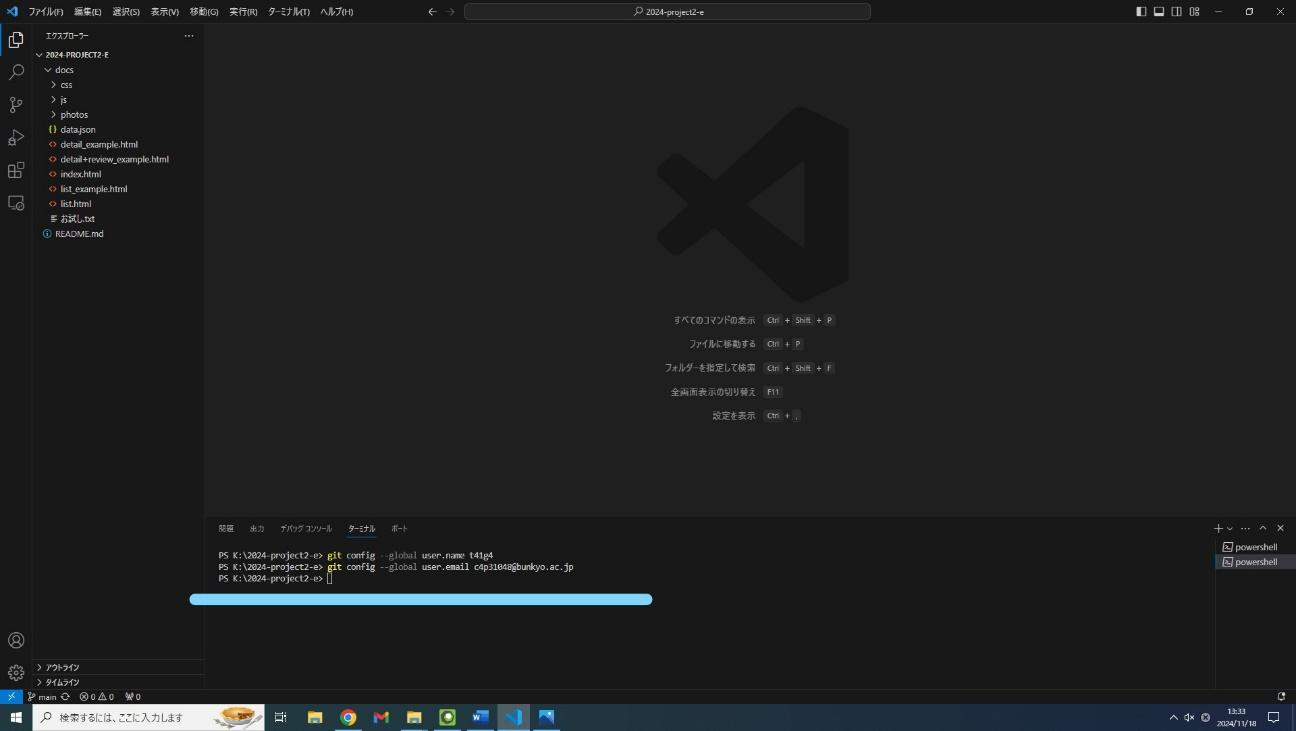 ファイル(F) 編集(E) 選択(S) 表示(V) 移動(G) 実行(R) ターミナル(T) ヘルプ(H)
2024-project2-e
エクスプローラー
2024-PROJECT2-E
docs
css
js
photos
data.json
detail_example.html
detail+review_example.html
index.html
list_example.html
list.html
お試し.txt
README.md
すべてのコマンドの表示 Ctrl + Shift + P
ファイルに移動する Ctrl + P
フォルダーを指定して検索 Ctrl + Shift + F
全画面表示の切り替え F11
設定を表示 Ctrl + ,
問題 出力 デバッグ コンソール ターミナル ポート
PS K:\2024-project2-e> git config --global user.name t41g4
PS K:\2024-project2-e> git config --global user.email c4p31048@bunkyo.ac.jp
PS K:\2024-project2-e>
powershell
powershell
アウトライン
タイムライン
main 0 0 0
検索するには、ここに入力します
13:33
2024/11/18